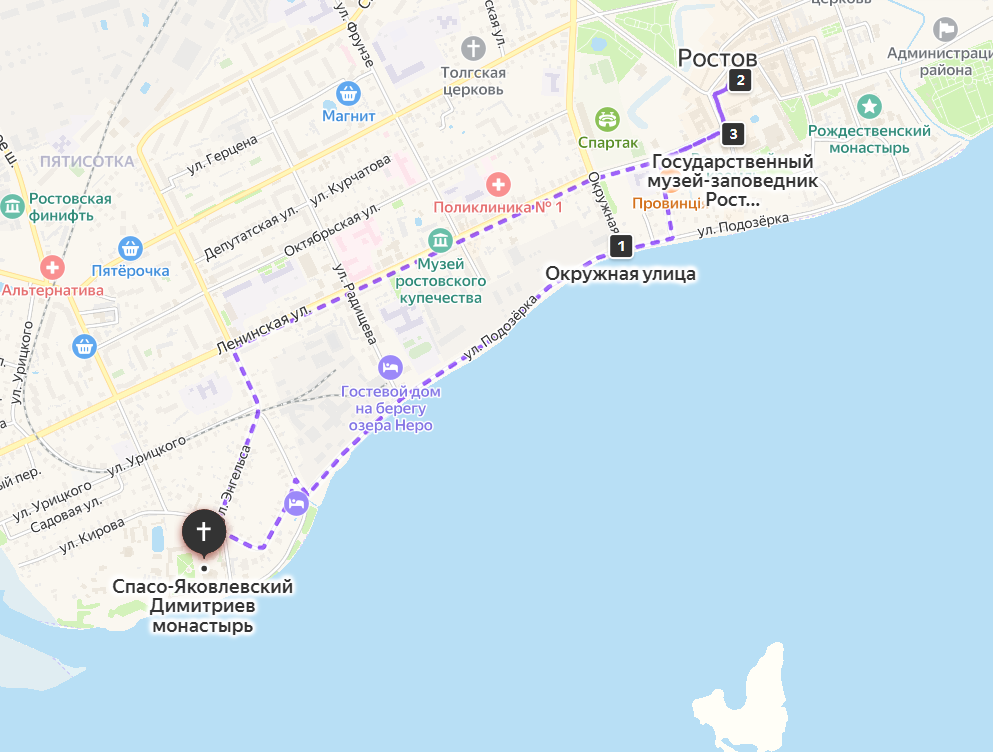 церковь
ская ул.
ул. Фрунзе
Ростов
2
Администраци
района
Толгская
церковь
Магнит
3
Рождественский
монастырь
Спартак
ул. Герцена
ПЯТИСОТКА
ул. Курчатова
Государственный
музей-заповедник
Рост...
Ростовская
финифть
Поликлиника № 1
Провинци
Депутатская ул.
Октябрьская ул.
Окружная
ул. Подозёрка
1
Окружная улица
Пятёрочка
Альтернатива
Музей
ростовского
купечества
ул. Радищева
Ленинская ул.
ул. Подозёрка
ул. Урицкого
Гостевой дом
на берегу
озера Неро
ул. Урицкого
ый пер.
ул. Урицкого
Садовая ул.
ул. Кирова
ул. Энгельса
Спасо-Яковлевский
Димитриев
монастырь